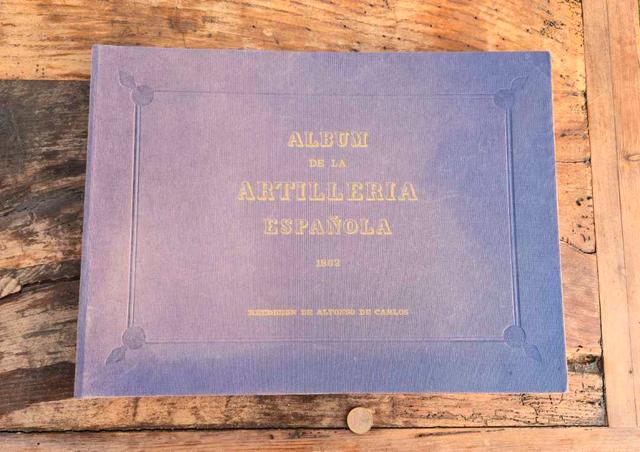 ALBUM
DE LA
ARTILLERIA
ESPAÑOLA
1862
REEDICION DE ALFONSO DE CARLOS